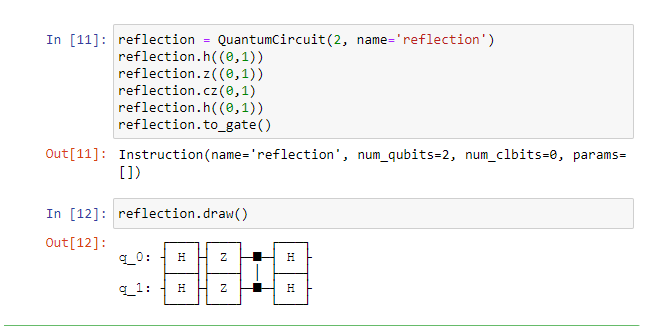 In [11]: reflection = QuantumCircuit(2, name='reflection')
reflection.h((0,1))
reflection.z((0,1))
reflection.cz(0,1)
reflection.h((0,1))
reflection.to_gate()
Out[11]: Instruction(name='reflection', num_qubits=2, num_clbits=0, params=
[])
In [12]: reflection.draw()
Out[12]:
q_0: H Z H
q_1: H Z H